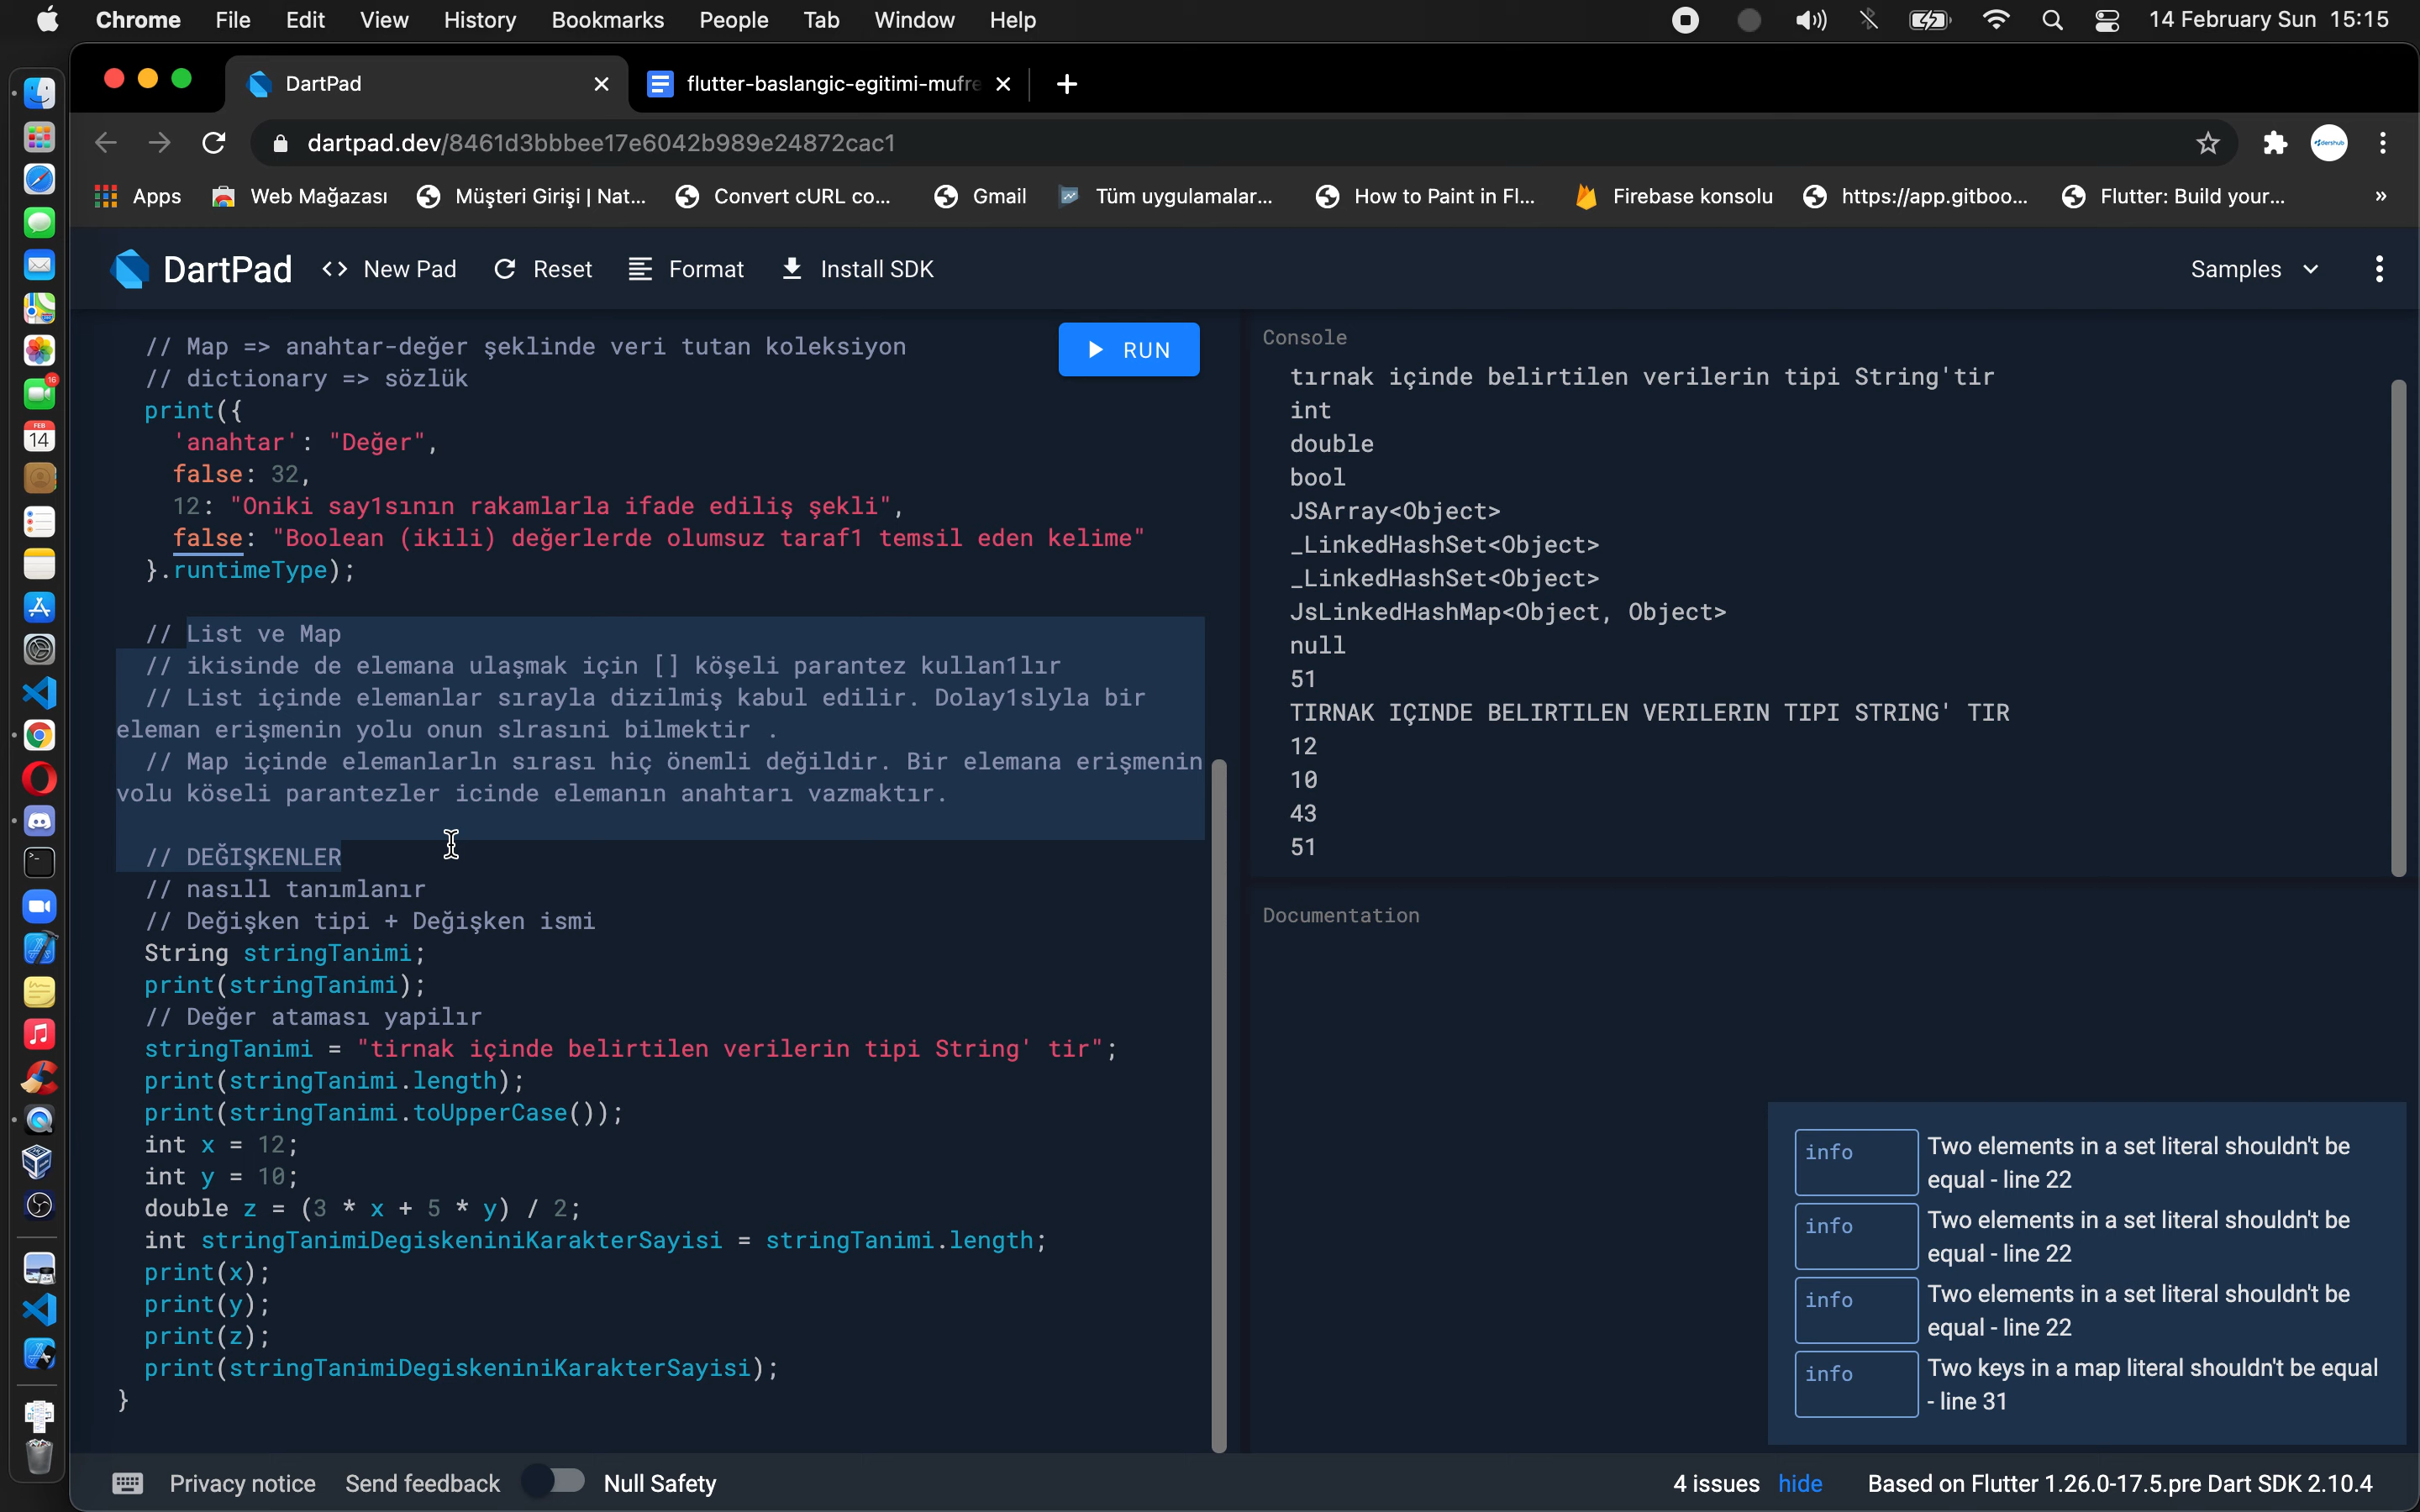 Chrome File Edit View History Bookmarks People Tab Window Help 14 February Sun 15:15
DartPad flutter-baslangic-egitimi-mufre
dartpad.dev/8461d3bbbee17e6042b989e24872cac1 dershub
Apps Web Mağazası Müşteri Girişi | Nat... Convert cURL co... Gmail Tüm uygulamalar... How to Paint in Fl... Firebase konsolu https://app.gitboo... Flutter: Build your... »
DartPad <> New Pad Reset Format Install SDK Samples
RUN
// Map => anahtar-değer şeklinde veri tutan koleksiyon
// dictionary => sözlük
print({
'anahtar': "Değer",
false: 32,
12: "Oniki say1sının rakamlarla ifade ediliş şekli",
false: "Boolean (ikili) değerlerde olumsuz taraf1 temsil eden kelime"
}.runtimeType);
// List ve Map
// ikisinde de elemana ulaşmak için [] köşeli parantez kullan1lır
// List içinde elemanlar sırayla dizilmiş kabul edilir. Dolay1slyla bir
eleman erişmenin yolu onun slrasıni bilmektir .
// Map içinde elemanlarln sırası hiç önemli değildir. Bir elemana erişmenin
yolu köşeli parantezler içinde elemanın anahtarı yazmaktır.
// DEĞIŞKENLER
// nasıll tanımlanır
// Değişken tipi + Değişken ismi
String stringTanimi;
print(stringTanimi);
// Değer ataması yapilır
stringTanimi = "tirnak içinde belirtilen verilerin tipi String' tir";
print(stringTanimi.length);
print(stringTanimi.toUpperCase());
int x = 12;
int y = 10;
double z = (3 * x + 5 * y) / 2;
int stringTanimiDegiskeniniKarakterSayisi = stringTanimi.length;
print(x);
print(y);
print(z);
print(stringTanimiDegiskeniniKarakterSayisi);
}
Console
tırnak içinde belirtilen verilerin tipi String'tir
int
double
bool
JSArray<Object>
_LinkedHashSet<Object>
_LinkedHashSet<Object>
JsLinkedHashMap<Object, Object>
null
51
TIRNAK IÇINDE BELIRTILEN VERILERIN TIPI STRING' TIR
12
10
43
51
Documentation
info Two elements in a set literal shouldn't be
equal - line 22
info Two elements in a set literal shouldn't be
equal - line 22
info Two elements in a set literal shouldn't be
equal - line 22
info Two keys in a map literal shouldn't be equal
- line 31
Privacy notice Send feedback Null Safety 4 issues hide Based on Flutter 1.26.0-17.5.pre Dart SDK 2.10.4
16
FEB
14